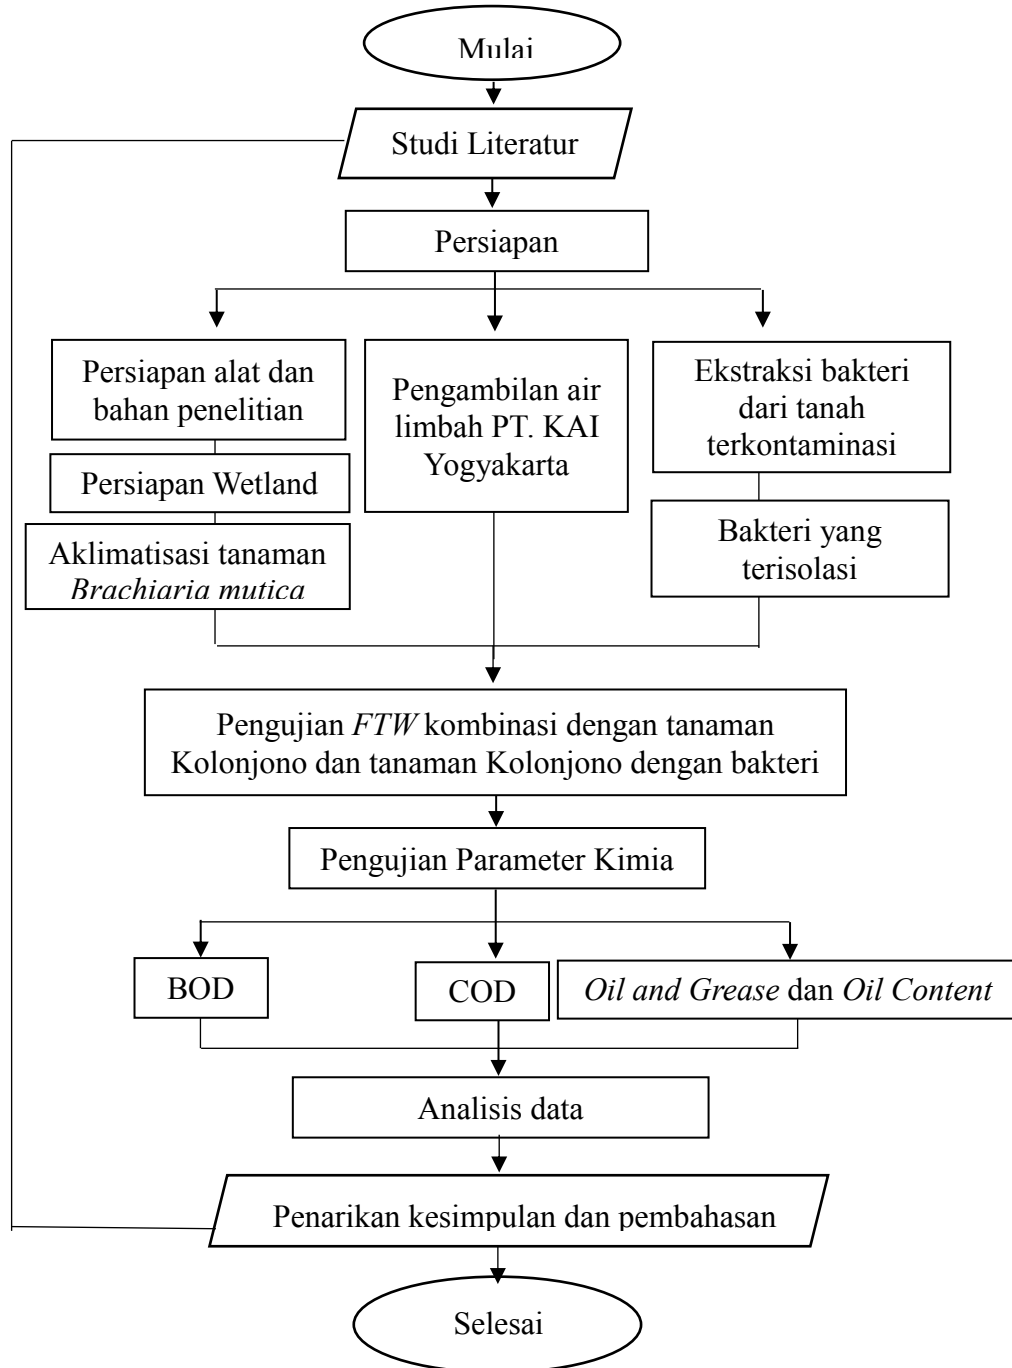 Mulai
Studi Literatur
Persiapan
Persiapan alat dan
bahan penelitian
Persiapan Wetland
Aklimatisasi tanaman
Brachiaria mutica
Pengambilan air
limbah PT. KAI
Yogyakarta
Ekstraksi bakteri
dari tanah
terkontaminasi
Bakteri yang
terisolasi
Pengujian FTW kombinasi dengan tanaman
Kolonjono dan tanaman Kolonjono dengan bakteri
Pengujian Parameter Kimia
BOD
COD
Oil and Grease dan Oil Content
Analisis data
Penarikan kesimpulan dan pembahasan
Selesai